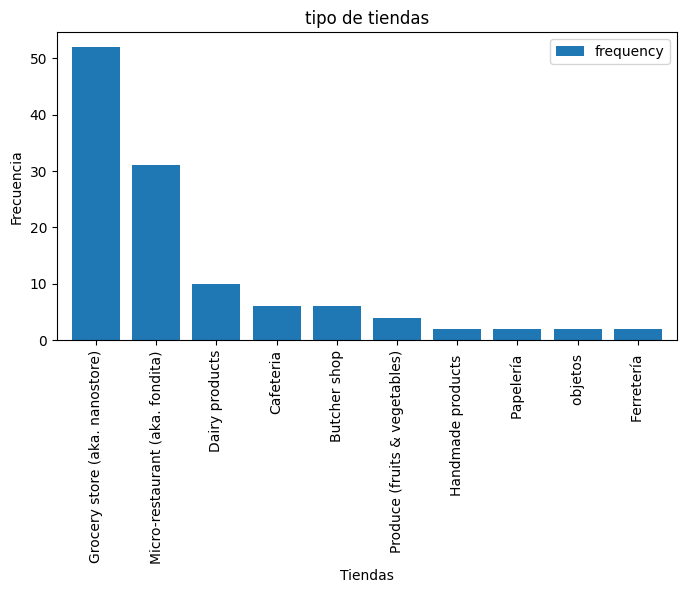 tipo de tiendas
frequency
Frecuencia
50
40
30
20
10
0
Grocery store (aka. nanostore)
Micro-restaurant (aka. fondita)
Dairy products
Cafeteria
Butcher shop
Produce (fruits & vegetables)
Handmade products
Papelería
objetos
Ferretería
Tiendas